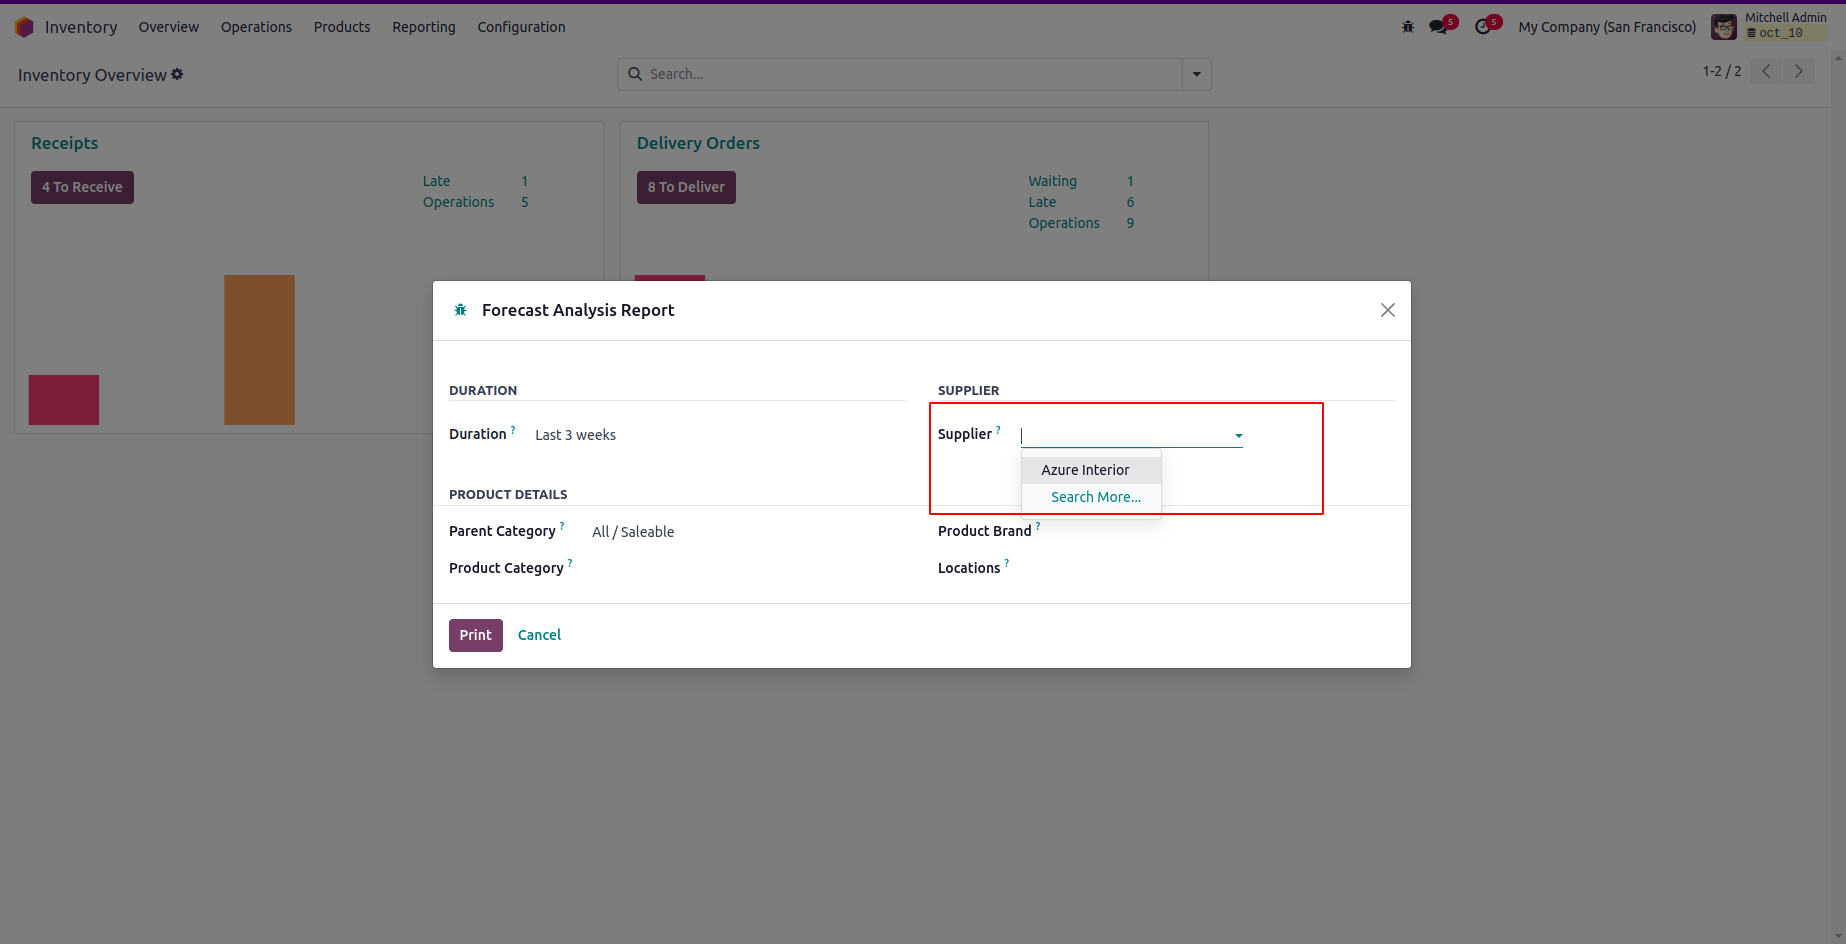 Inventory Overview Operations Products Reporting Configuration 5 5 My Company (San Francisco) Mitchell Admin
oct_10
Inventory Overview Search... 1-2 / 2
Receipts
4 To Receive
Late 1
Operations 5
Delivery Orders
8 To Deliver
Waiting 1
Late 6
Operations 9
Forecast Analysis Report
DURATION
Duration ? Last 3 weeks
SUPPLIER
Supplier ?
Azure Interior
Search More...
PRODUCT DETAILS
Parent Category ? All / Saleable
Product Category ?
Product Brand ?
Locations ?
Print Cancel